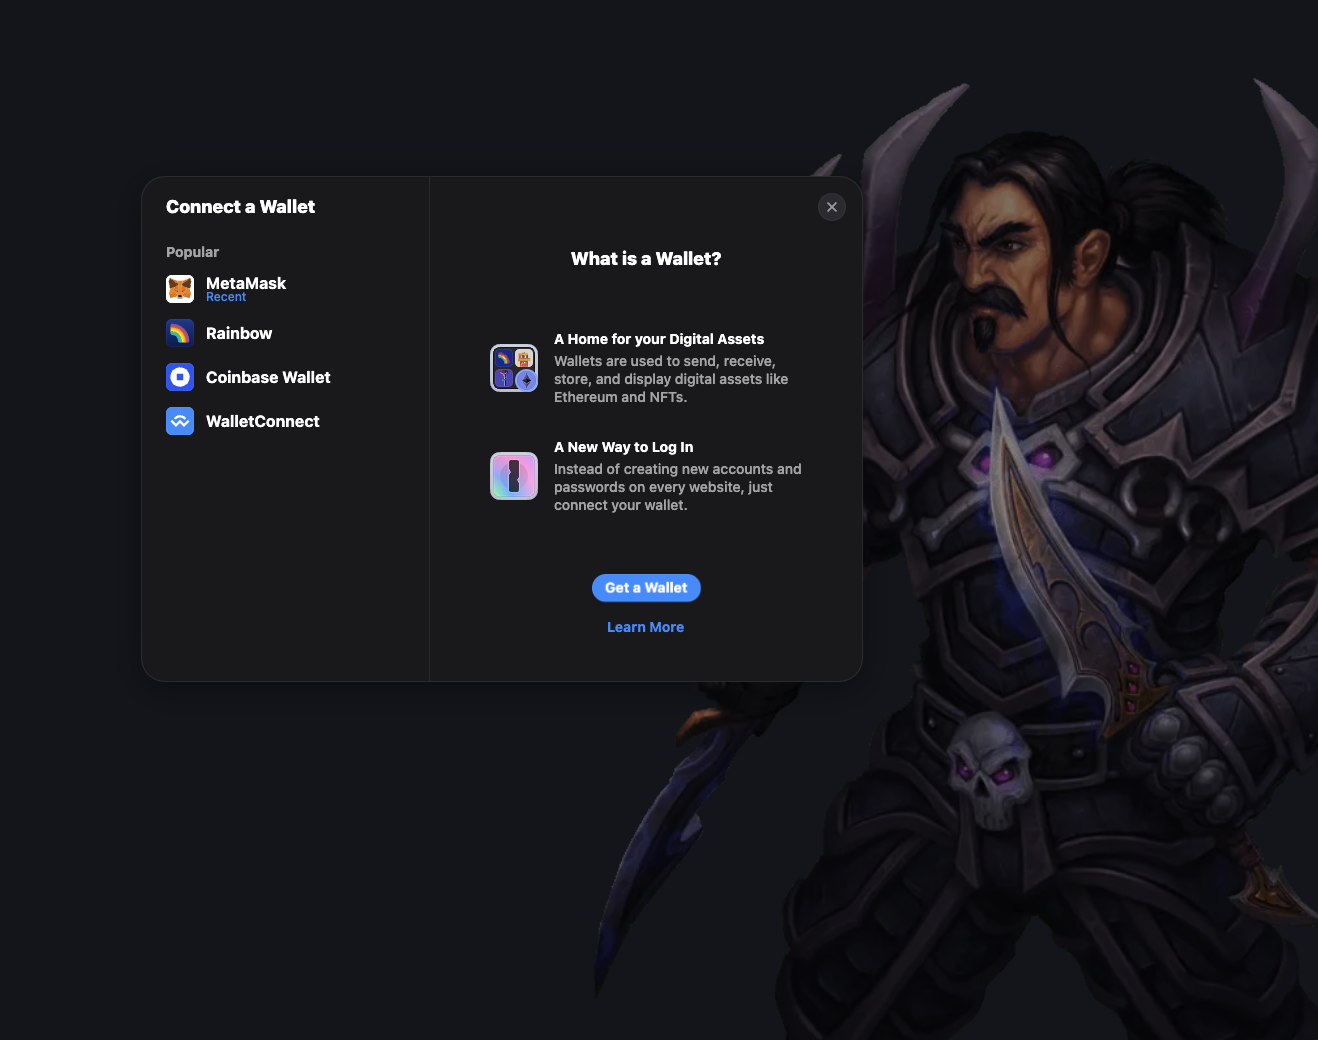 Connect a Wallet
Popular
MetaMask
Recent
Rainbow
Coinbase Wallet
WalletConnect
What is a Wallet?
A Home for your Digital Assets
Wallets are used to send, receive,
store, and display digital assets like
Ethereum and NFTs.
A New Way to Log In
Instead of creating new accounts and
passwords on every website, just
connect your wallet.
Get a Wallet
Learn More